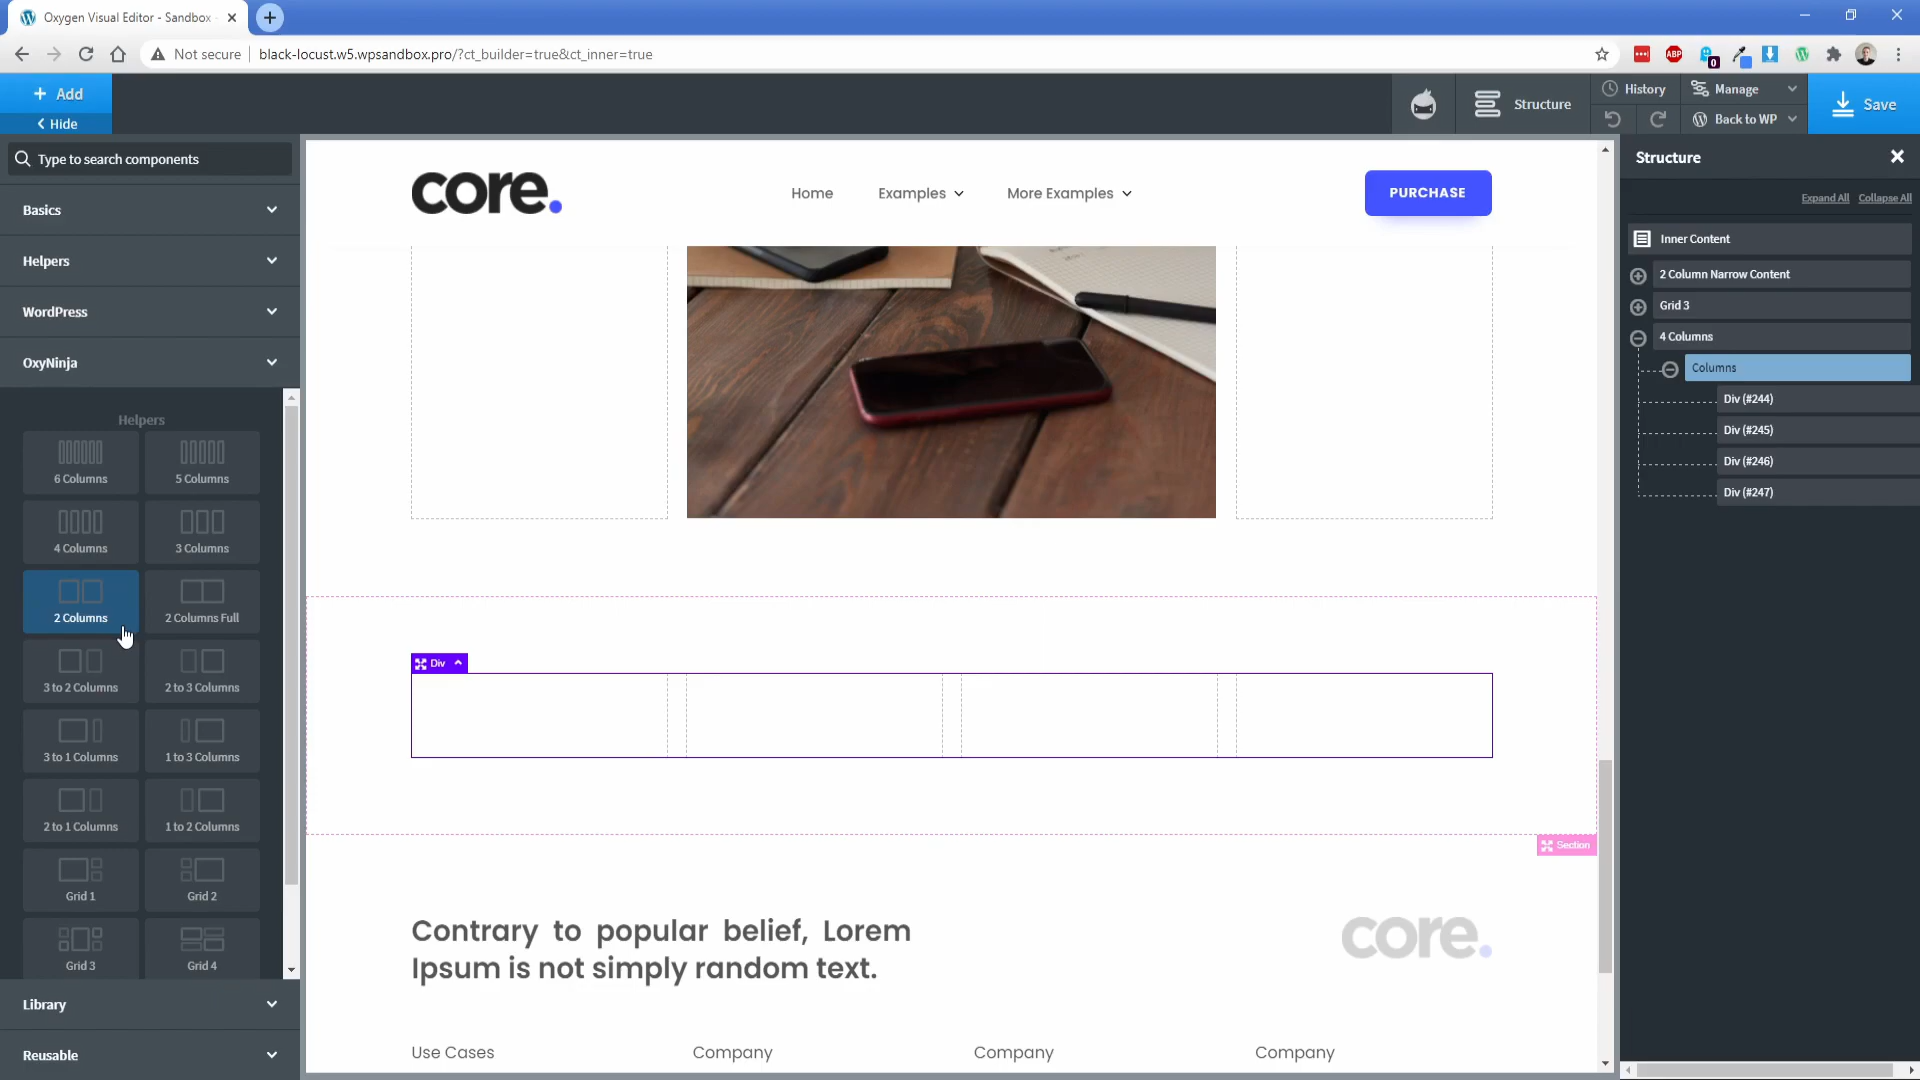 Oxygen Visual Editor - Sandbox
Not secure
black-locust.w5.wpsandbox.pro/?ct_builder=true&ct_inner=true
ABP
0
Add
Hide
Structure
History
Manage
Back to WP
Save
Type to search components
Basics
Helpers
WordPress
OxyNinja
Helpers
6 Columns
5 Columns
4 Columns
3 Columns
2 Columns
2 Columns Full
3 to 2 Columns
2 to 3 Columns
3 to 1 Columns
1 to 3 Columns
2 to 1 Columns
1 to 2 Columns
Grid 1
Grid 2
Grid 3
Grid 4
Library
Reusable
core.
Home
Examples
More Examples
PURCHASE
Div
Section
Contrary to popular belief, Lorem
Ipsum is not simply random text.
core.
Use Cases
Company
Company
Company
Structure
Expand All
Collapse All
Inner Content
2 Column Narrow Content
Grid 3
4 Columns
Columns
Div (#244)
Div (#245)
Div (#246)
Div (#247)